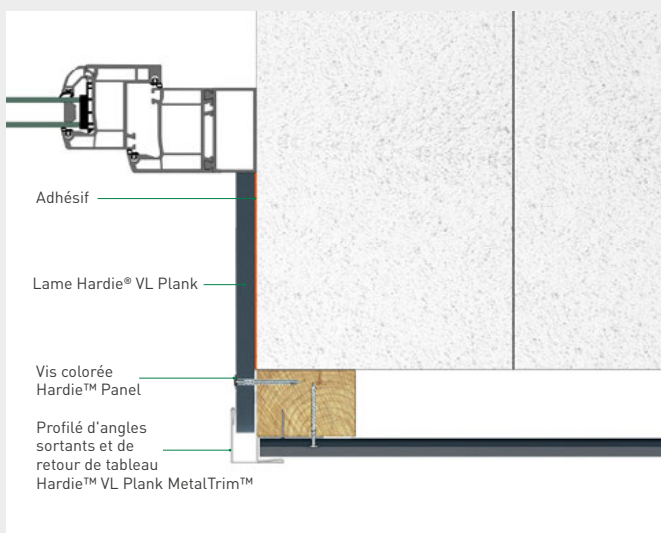 Adhésif
Lame Hardie® VL Plank
Vis colorée
Hardie™ Panel
Profilé d'angles
sortants et de
retour de tableau
Hardie™ VL Plank MetalTrim™